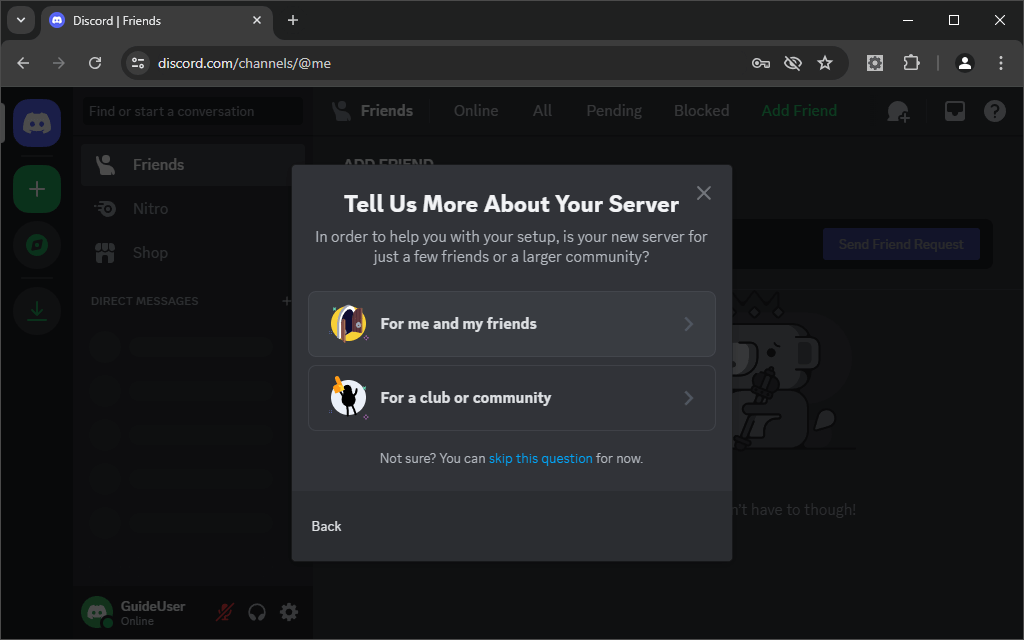 Discord | Friends
discord.com/channels/@me
Find or start a conversation
Friends
Online
All
Pending
Blocked
Add Friend
Friends
Nitro
Shop
DIRECT MESSAGES
ADD FRIEND
Send Friend Request
Tell Us More About Your Server
In order to help you with your setup, is your new server for
just a few friends or a larger community?
For me and my friends
For a club or community
Not sure? You can skip this question for now.
Back
have to though!
GuideUser
Online